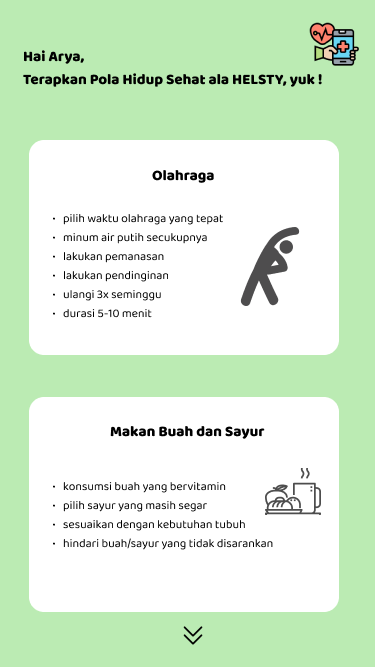 Hai Arya,
Terapkan Pola Hidup Sehat ala HELSTY, yuk !
Olahraga
• pilih waktu olahraga yang tepat
• minum air putih secukupnya
• lakukan pemanasan
• lakukan pendinginan
• ulangi 3x seminggu
• durasi 5-10 menit
Makan Buah dan Sayur
• konsumsi buah yang bervitamin
• pilih sayur yang masih segar
• sesuaikan dengan kebutuhan tubuh
• hindari buah/sayur yang tidak disarankan